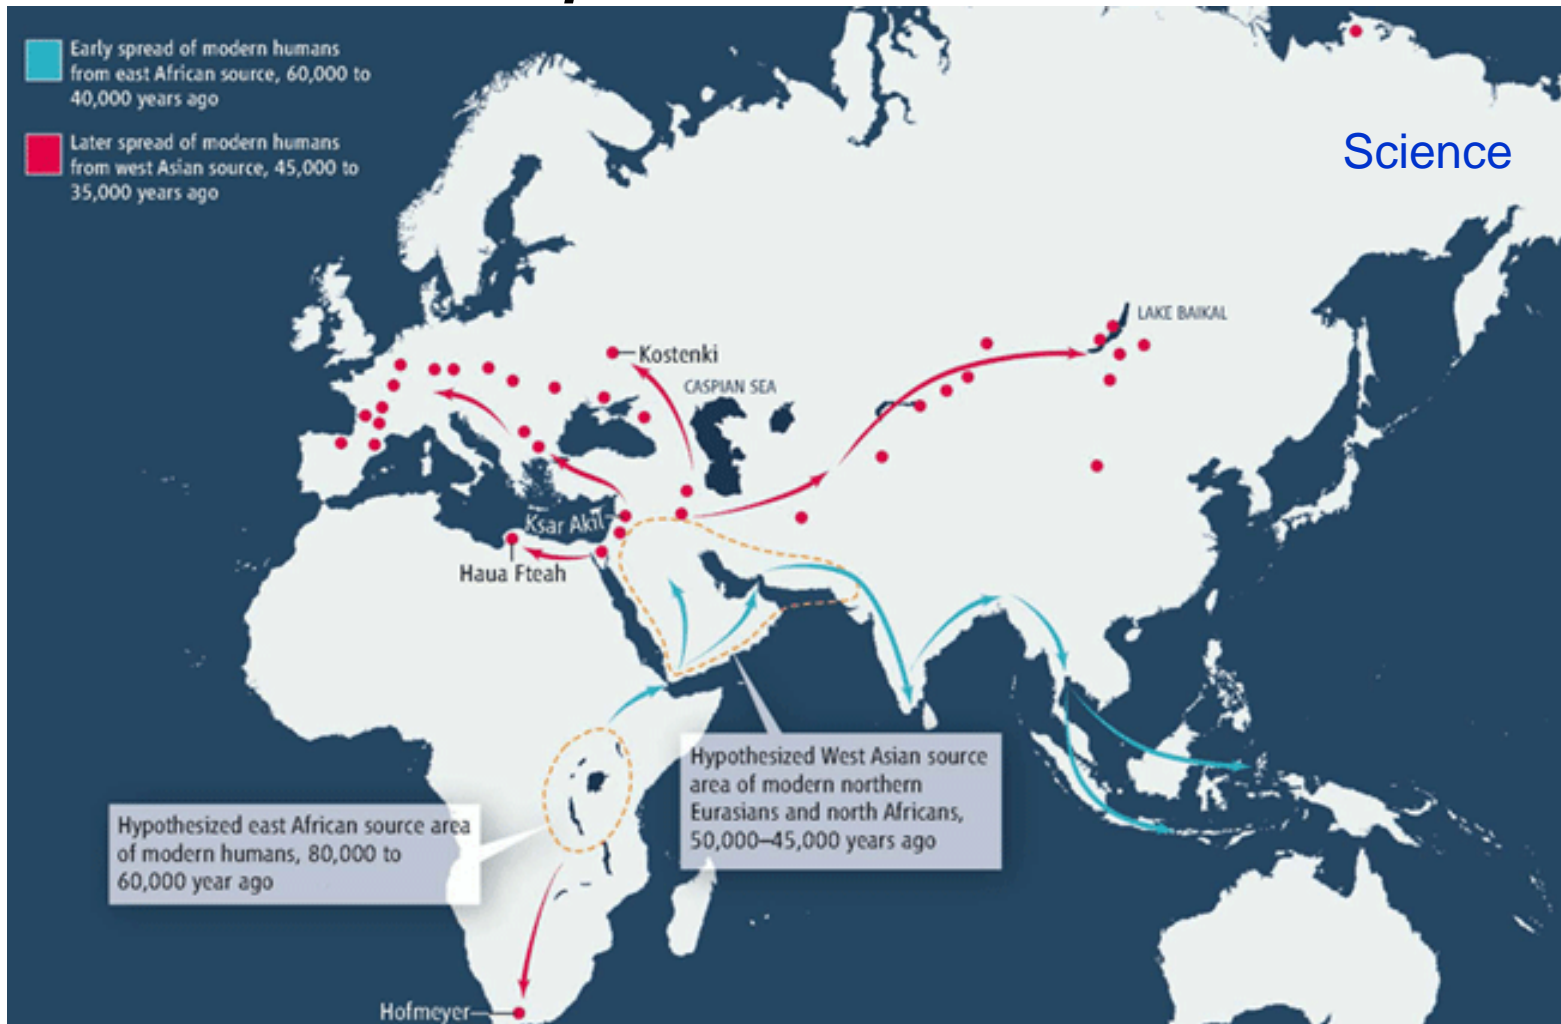 Early spread of modern humans
from east African source, 60,000 to
40,000 years ago
Later spread of modern humans
from west Asian source, 45,000 to
35,000 years ago
Science
LAKE BAIKAL
Kostenki
CASPIAN SEA
Ksar Akil
Haua Fteah
Hypothesized West Asian source
area of modern northern
Eurasians and north Africans,
50,000–45,000 years ago
Hypothesized east African source area
of modern humans, 80,000 to
60,000 year ago
Hofmeyer